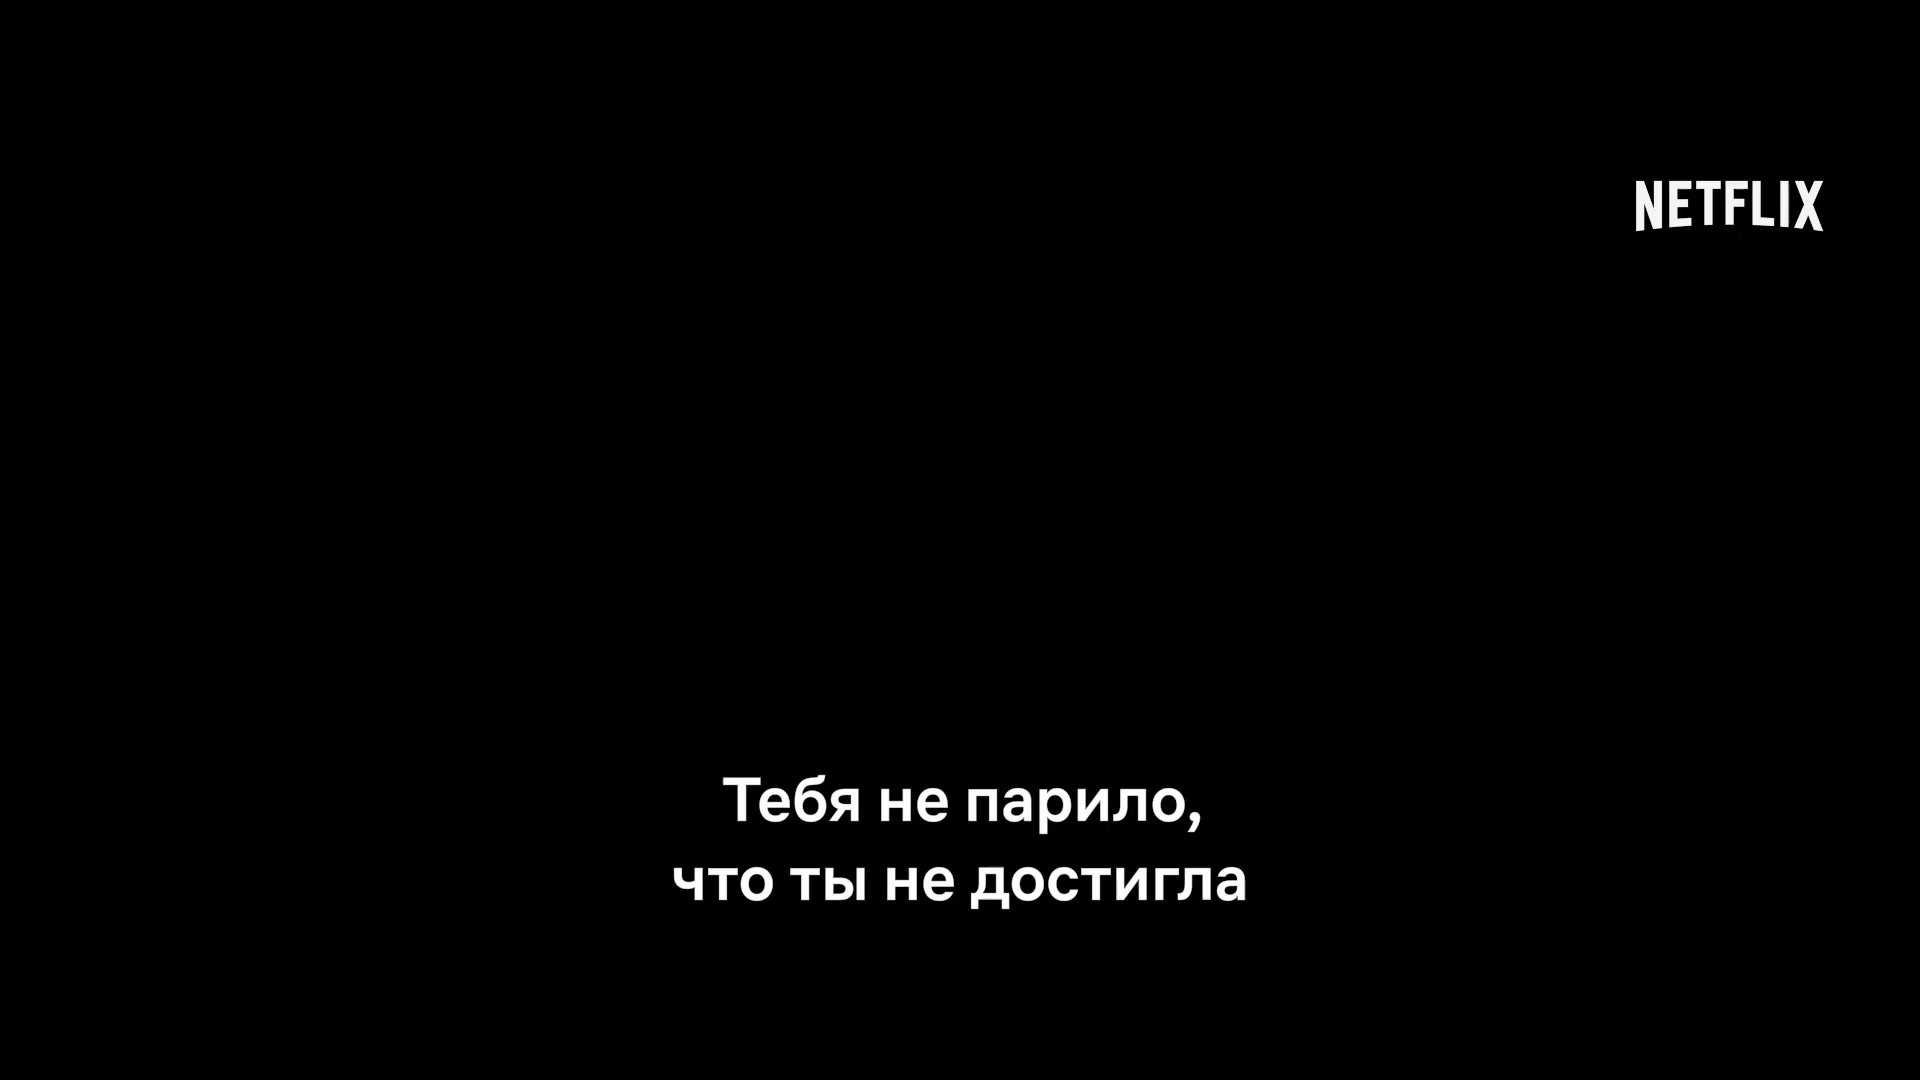 NETFLIX
Тебя не парило,
что ты не достигла